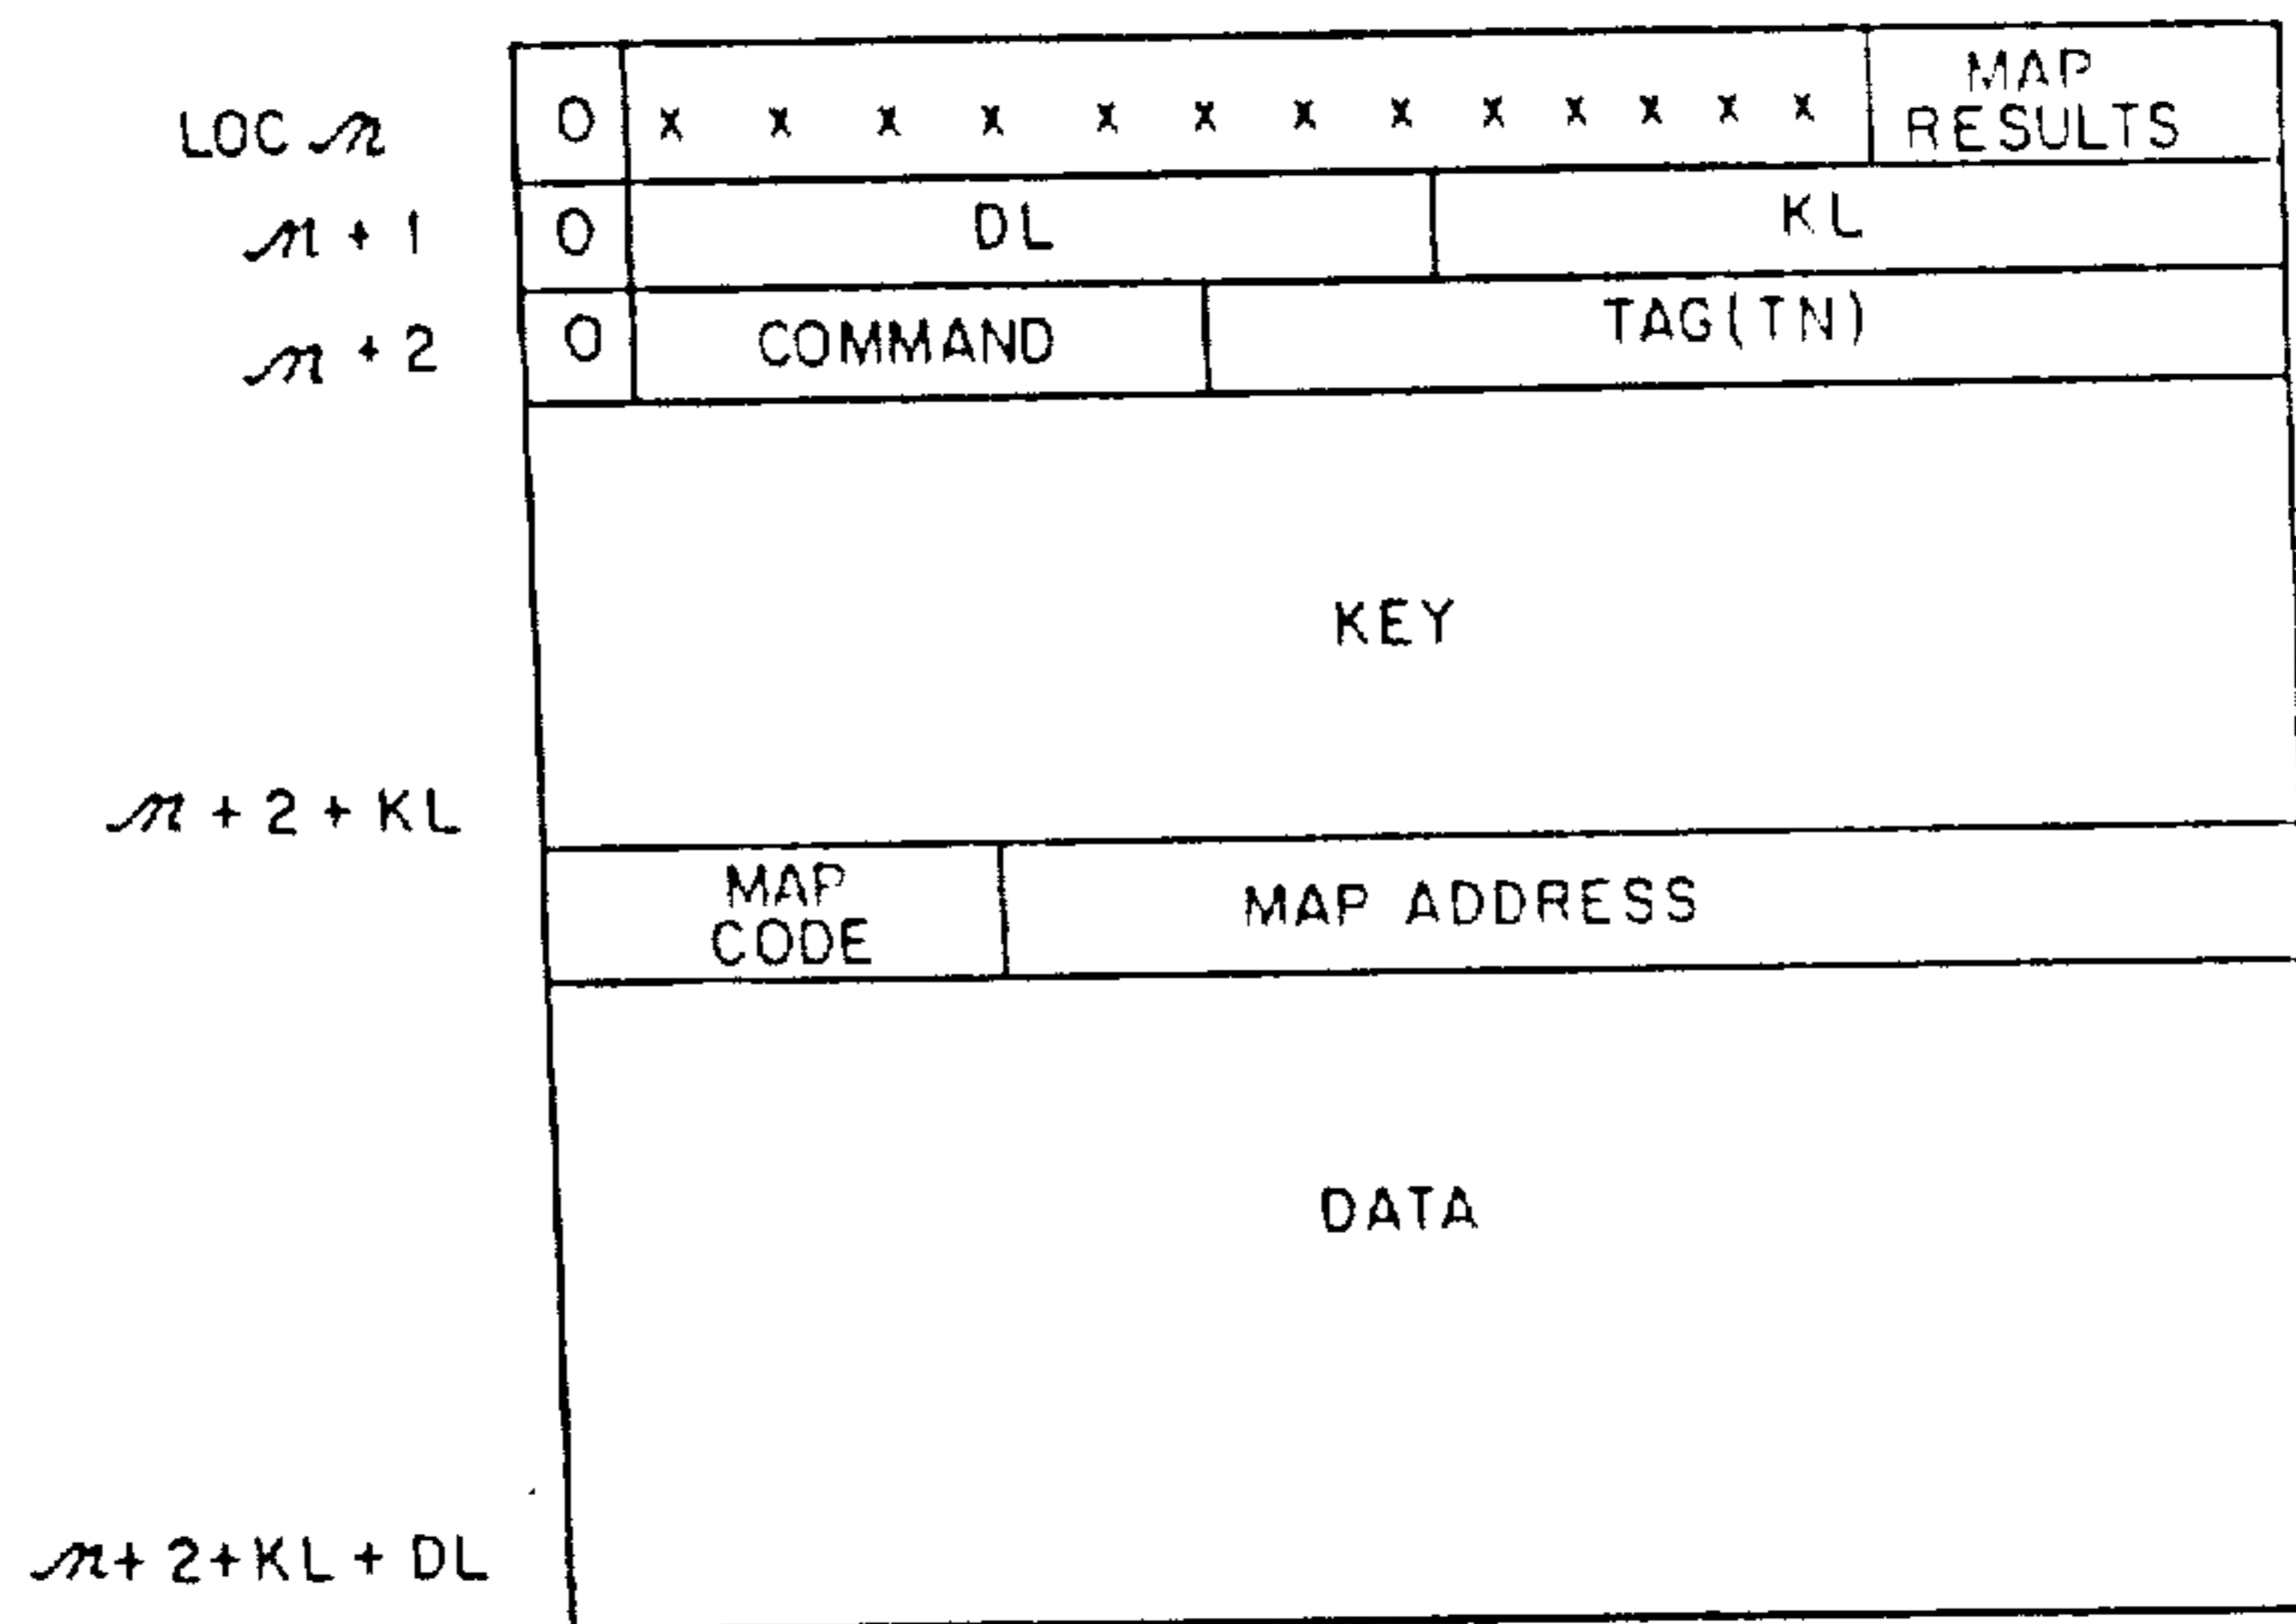 LOC n 0 x x x x x x x x x x x x x MAP
RESULTS
n + 1 0 DL KL
n + 2 0 COMMAND TAG(TN)
KEY
n + 2 + KL
MAP
CODE MAP ADDRESS
DATA
n + 2 + KL + DL